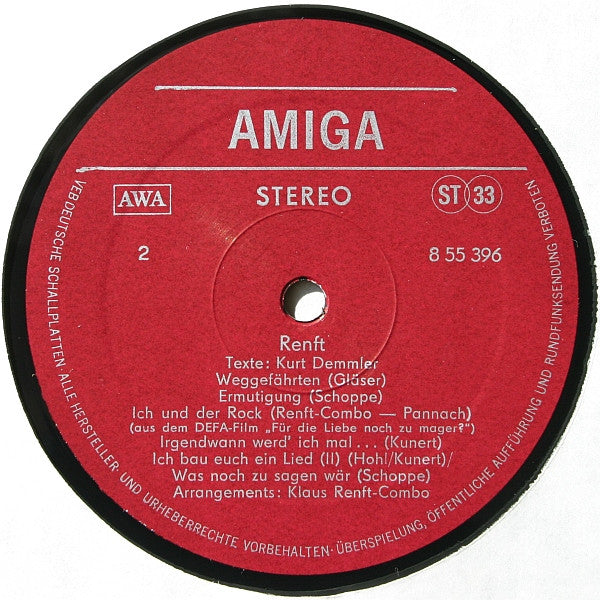 AMIGA
AWA
STEREO
ST 33
2
8 55 396
Renft
Texte: Kurt Demmler
Weggefährten (Gläser)
Ermutigung (Schoppe)
Ich und der Rock (Renft-Combo — Pannach)
(aus dem DEFA-Film „Für die Liebe noch zu mager?")
Irgendwann werd' ich mal ... (Kunert)
Ich bau euch ein Lied (II) (Hohl/Kunert)/
Was noch zu sagen wär (Schoppe)
Arrangements: Klaus Renft-Combo
VEB DEUTSCHE SCHALLPLATTEN · ALLE HERSTELLER- UND URHEBERRECHTE VORBEHALTEN · ÜBERSPIELUNG, ÖFFENTLICHE AUFFÜHRUNG UND RUNDFUNKSENDUNG VERBOTEN